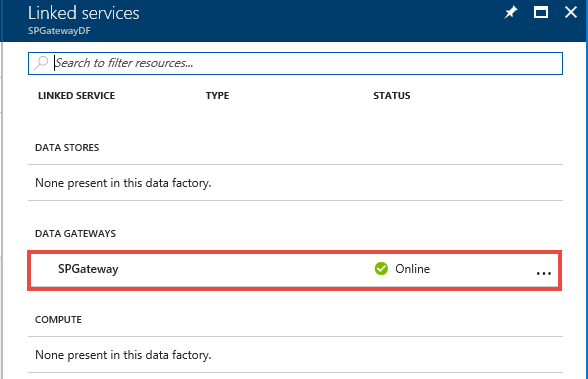 Linked services
SPGatewayDF
Search to filter resources...
LINKED SERVICE TYPE STATUS
DATA STORES
None present in this data factory.
DATA GATEWAYS
SPGateway Online ...
COMPUTE
None present in this data factory.